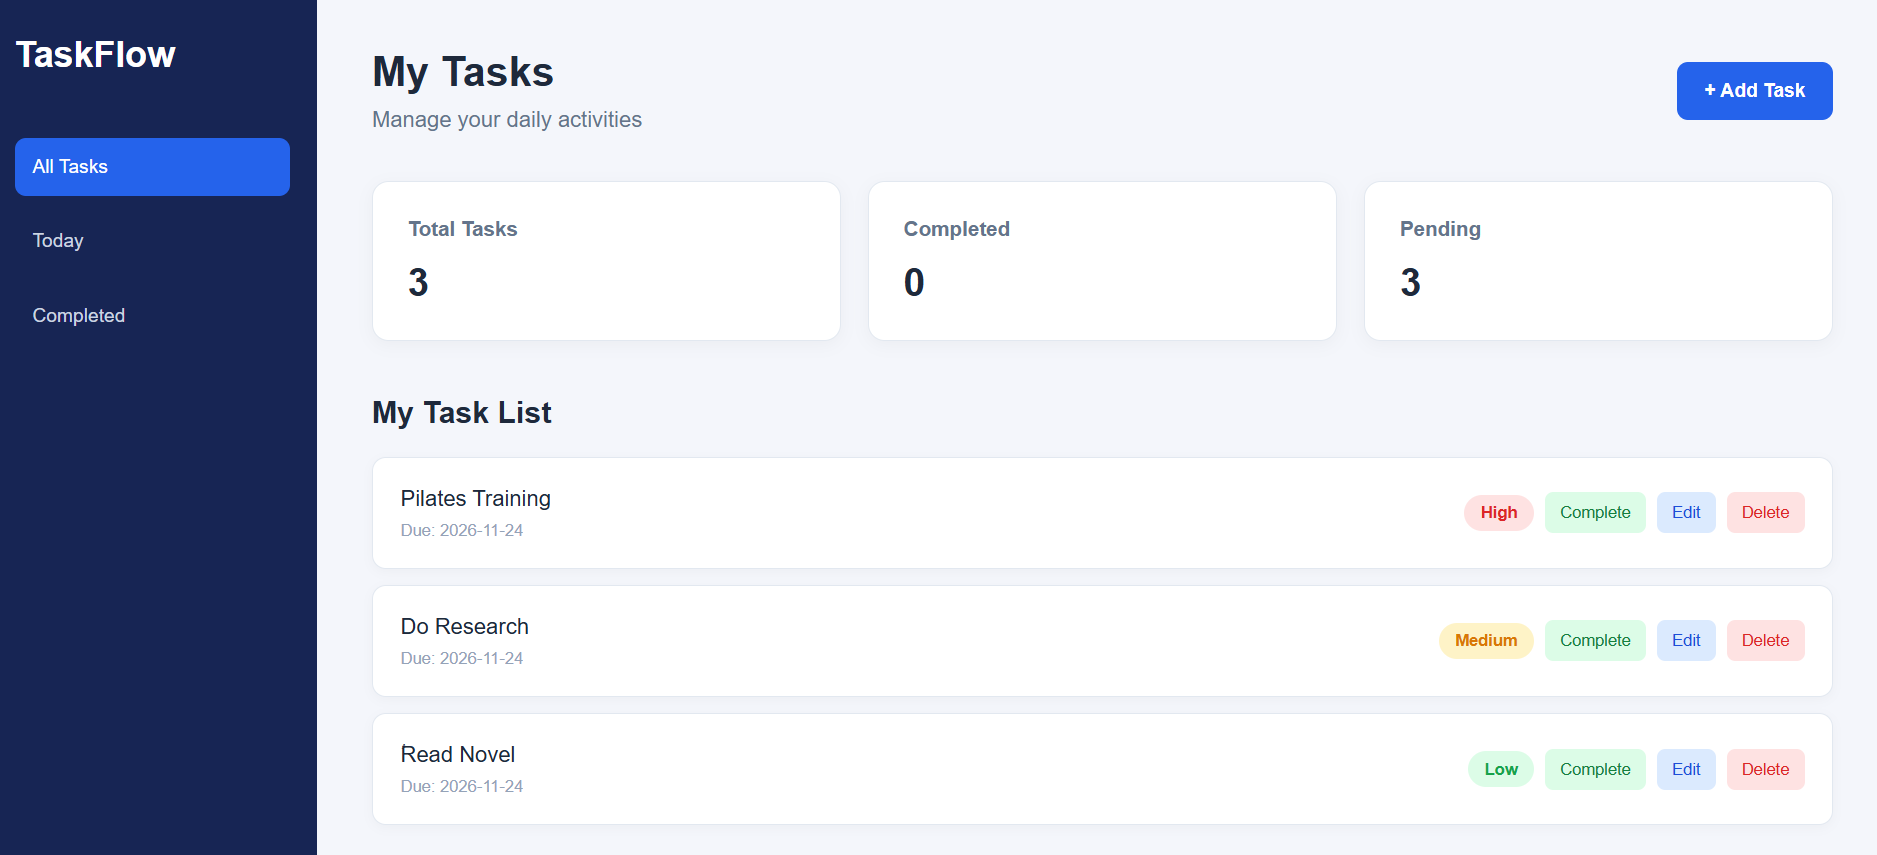 TaskFlow
All Tasks
Today
Completed
My Tasks
Manage your daily activities
+ Add Task
Total Tasks
3
Completed
0
Pending
3
My Task List
Pilates Training
Due: 2026-11-24
High Complete Edit Delete
Do Research
Due: 2026-11-24
Medium Complete Edit Delete
Read Novel
Due: 2026-11-24
Low Complete Edit Delete